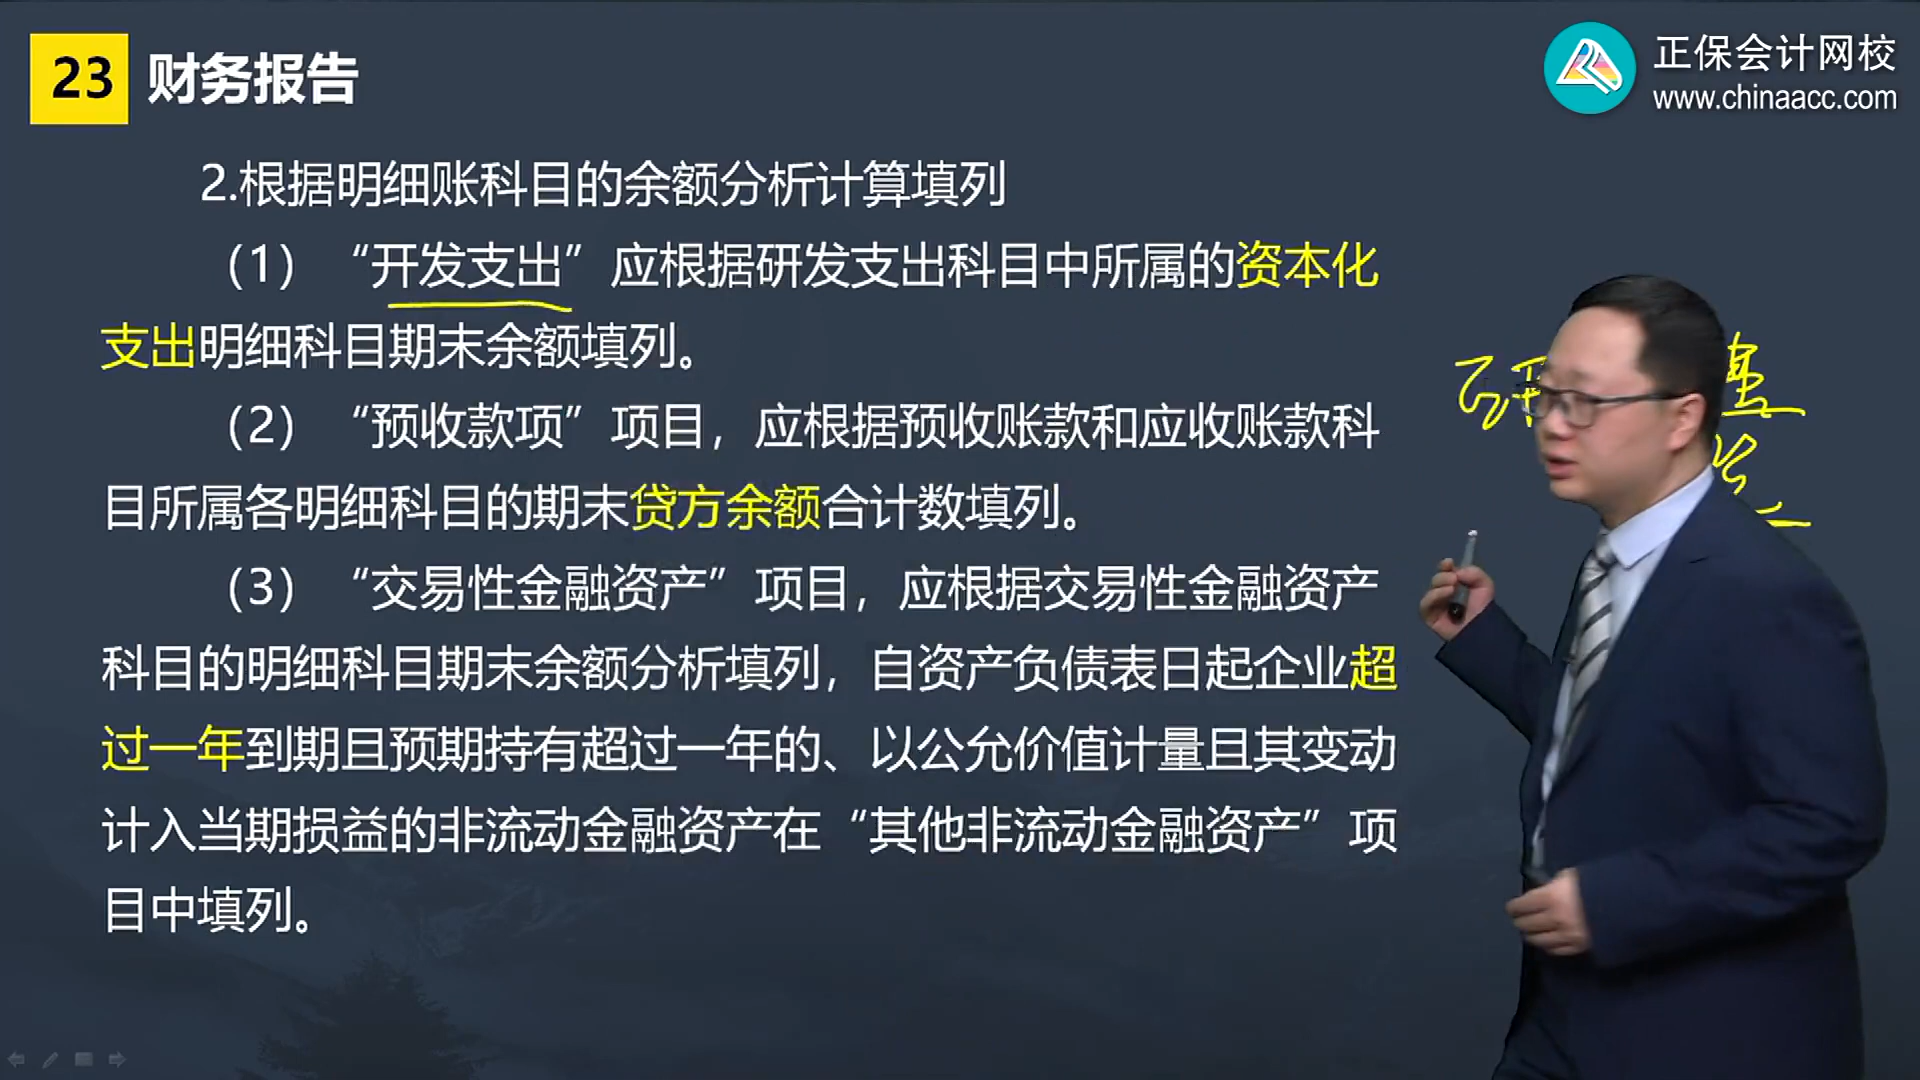 23 财务报告
正保会计网校
www.chinaacc.com
2.根据明细账科目的余额分析计算填列
（1）“开发支出”应根据研发支出科目中所属的资本化
支出明细科目期末余额填列。
（2）“预收款项”项目，应根据预收账款和应收账款科
目所属各明细科目的期末贷方余额合计数填列。
（3）“交易性金融资产”项目，应根据交易性金融资产
科目的明细科目期末余额分析填列，自资产负债表日起企业超
过一年到期且预期持有超过一年的、以公允价值计量且其变动
计入当期损益的非流动金融资产在“其他非流动金融资产”项
目中填列。